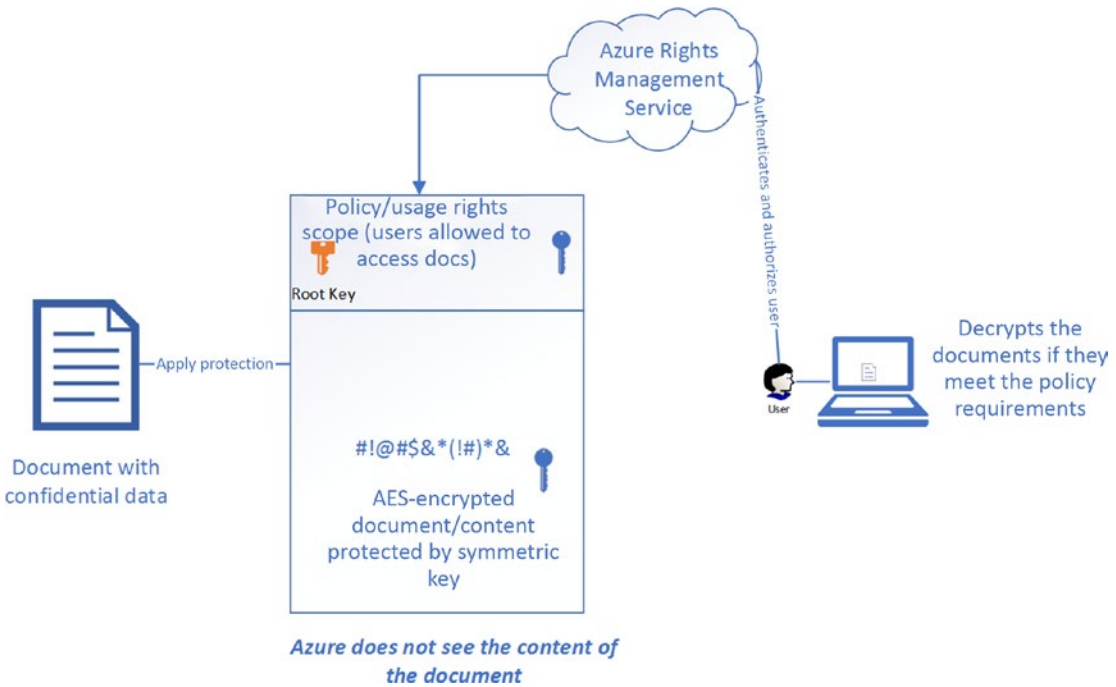 Azure Rights
Management
Service
Authenticates and authorizes user
Policy/usage rights
scope (users allowed to
access docs)
Root Key
Apply protection
Document with
confidential data
#!@#$&*(!#)*&
AES-encrypted
document/content
protected by symmetric
key
User
Decrypts the
documents if they
meet the policy
requirements
Azure does not see the content of
the document